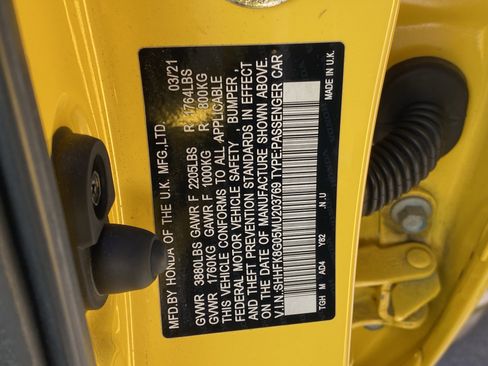 MFD.BY HONDA OF THE U.K. MFG.,LTD. 03/21
GVWR 3880LBS GAWR F 2205LBS R 1764LBS
GVWR 1760KG GAWR F 1000KG R 800KG
THIS VEHICLE CONFORMS TO ALL APPLICABLE
FEDERAL MOTOR VEHICLE SAFETY, BUMPER,
AND THEFT PREVENTION STANDARDS IN EFFECT
ON THE DATE OF MANUFACTURE SHOWN ABOVE.
V.I.N.:SHHFK8G05MU203769 TYPE:PASSENGER CAR
N.U
TGH M AD4 Y82 MADE IN U.K.